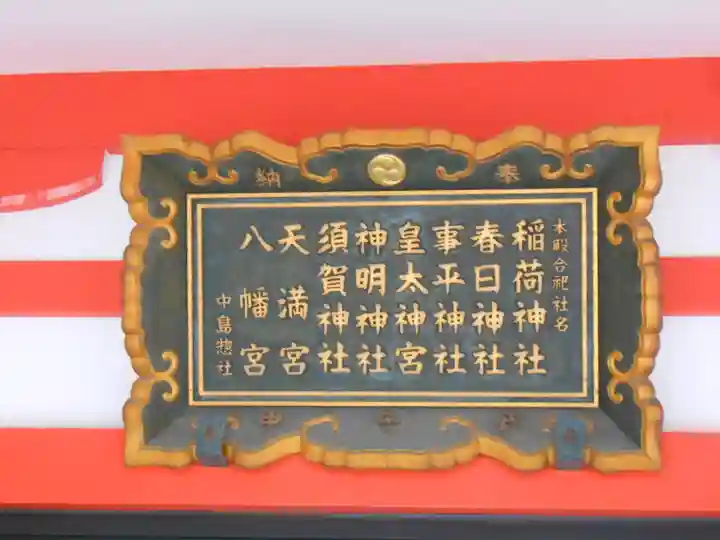 奉納
本殿合祀社名
稲荷神社
春日神社
事平神社
皇太神宮
神明神社
須賀神社
天満宮
八幡宮
中島惣社